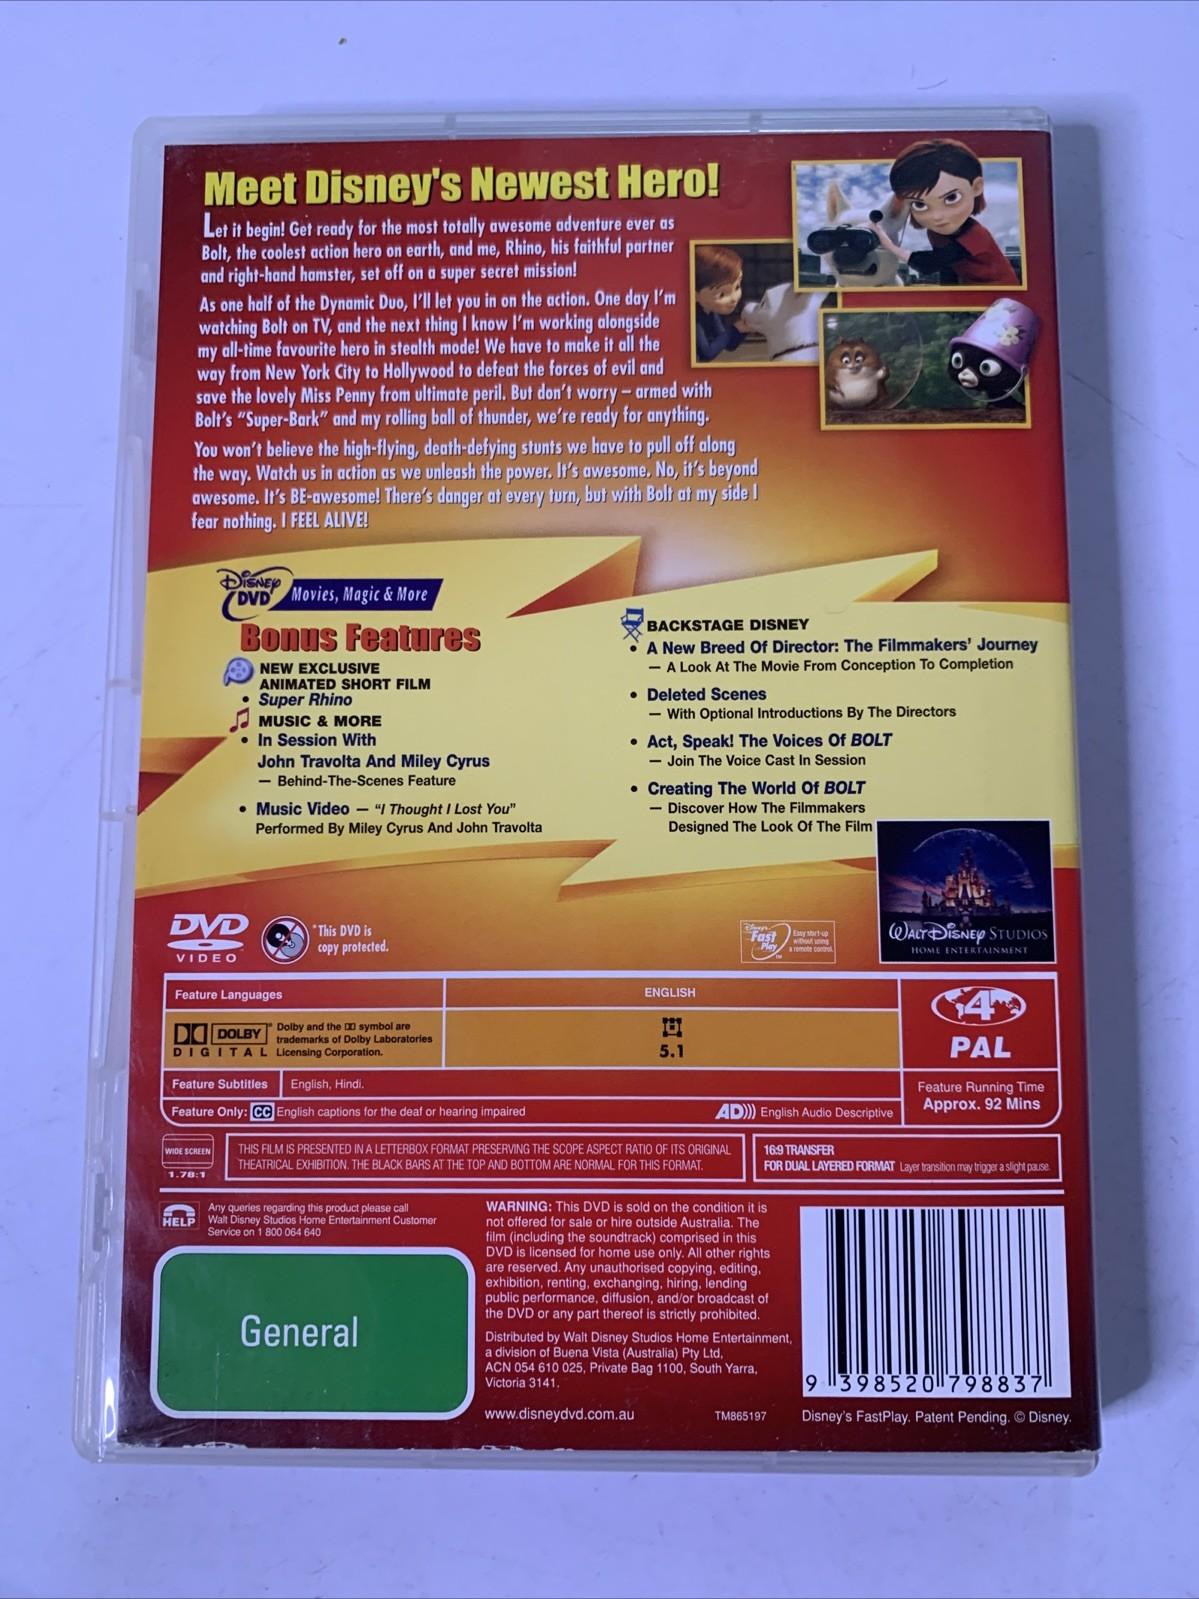 Meet Disney's Newest Hero!
Let it begin! Get ready for the most totally awesome adventure ever as
Bolt, the coolest action hero on earth, and me, Rhino, his faithful partner
and right-hand hamster, set off on a super secret mission!
As one half of the Dynamic Duo, I'll let you in on the action. One day I'm
watching Bolt on TV, and the next thing I know I'm working alongside
my all-time favourite hero in stealth mode! We have to make it all the
way from New York City to Hollywood to defeat the forces of evil and
save the lovely Miss Penny from ultimate peril. But don't worry – armed with
Bolt's "Super-Bark" and my rolling ball of thunder, we're ready for anything.
You won't believe the high-flying, death-defying stunts we have to pull off along
the way. Watch us in action as we unleash the power. It's awesome. No, it's beyond
awesome. It's BE-awesome! There's danger at every turn, but with Bolt at my side I
fear nothing. I FEEL ALIVE!
Disney DVD Movies, Magic & More
Bonus Features
NEW EXCLUSIVE
ANIMATED SHORT FILM
• Super Rhino
MUSIC & MORE
• In Session With
John Travolta And Miley Cyrus
— Behind-The-Scenes Feature
• Music Video — "I Thought I Lost You"
Performed By Miley Cyrus And John Travolta
BACKSTAGE DISNEY
• A New Breed Of Director: The Filmmakers' Journey
— A Look At The Movie From Conception To Completion
• Deleted Scenes
— With Optional Introductions By The Directors
• Act, Speak! The Voices Of BOLT
— Join The Voice Cast In Session
• Creating The World Of BOLT
— Discover How The Filmmakers
Designed The Look Of The Film
WALT DISNEY STUDIOS
HOME ENTERTAINMENT
DVD
VIDEO
*This DVD is
copy protected.
Disney's
Fast
Play
TM
Easy start-up
without using
a remote control.
Feature Languages
ENGLISH
DOLBY
DIGITAL
Dolby and the DD symbol are
trademarks of Dolby Laboratories
Licensing Corporation.
5.1
4
PAL
Feature Subtitles
English, Hindi.
Feature Running Time
Approx. 92 Mins
Feature Only: CC English captions for the deaf or hearing impaired
AD))) English Audio Descriptive
WIDE SCREEN
1.78:1
THIS FILM IS PRESENTED IN A LETTERBOX FORMAT PRESERVING THE SCOPE ASPECT RATIO OF ITS ORIGINAL
THEATRICAL EXHIBITION. THE BLACK BARS AT THE TOP AND BOTTOM ARE NORMAL FOR THIS FORMAT.
16:9 TRANSFER
FOR DUAL LAYERED FORMAT Layer transition may trigger a slight pause.
HELP
Any queries regarding this product please call
Walt Disney Studios Home Entertainment Customer
Service on 1 800 064 640
General
WARNING: This DVD is sold on the condition it is
not offered for sale or hire outside Australia. The
film (including the soundtrack) comprised in this
DVD is licensed for home use only. All other rights
are reserved. Any unauthorised copying, editing,
exhibition, renting, exchanging, hiring, lending
public performance, diffusion, and/or broadcast of
the DVD or any part thereof is strictly prohibited.
Distributed by Walt Disney Studios Home Entertainment,
a division of Buena Vista (Australia) Pty Ltd,
ACN 054 610 025, Private Bag 1100, South Yarra,
Victoria 3141.
www.disneydvd.com.au
TM865197
9 398520 798837
Disney's FastPlay. Patent Pending. © Disney.